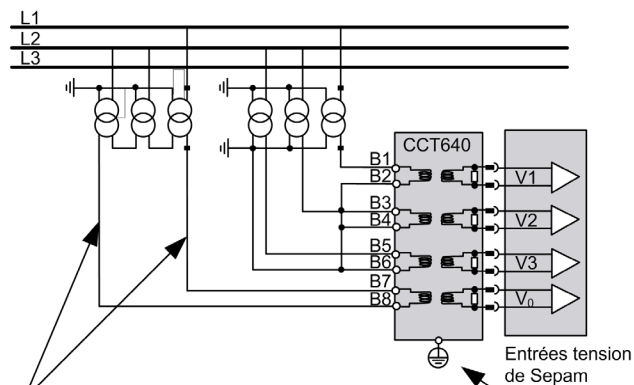 L1
L2
L3
CCT640
B1
B2
B3
B4
B5
B6
B7
B8
V1
V2
V3
V0
Entrées tension
de Sepam